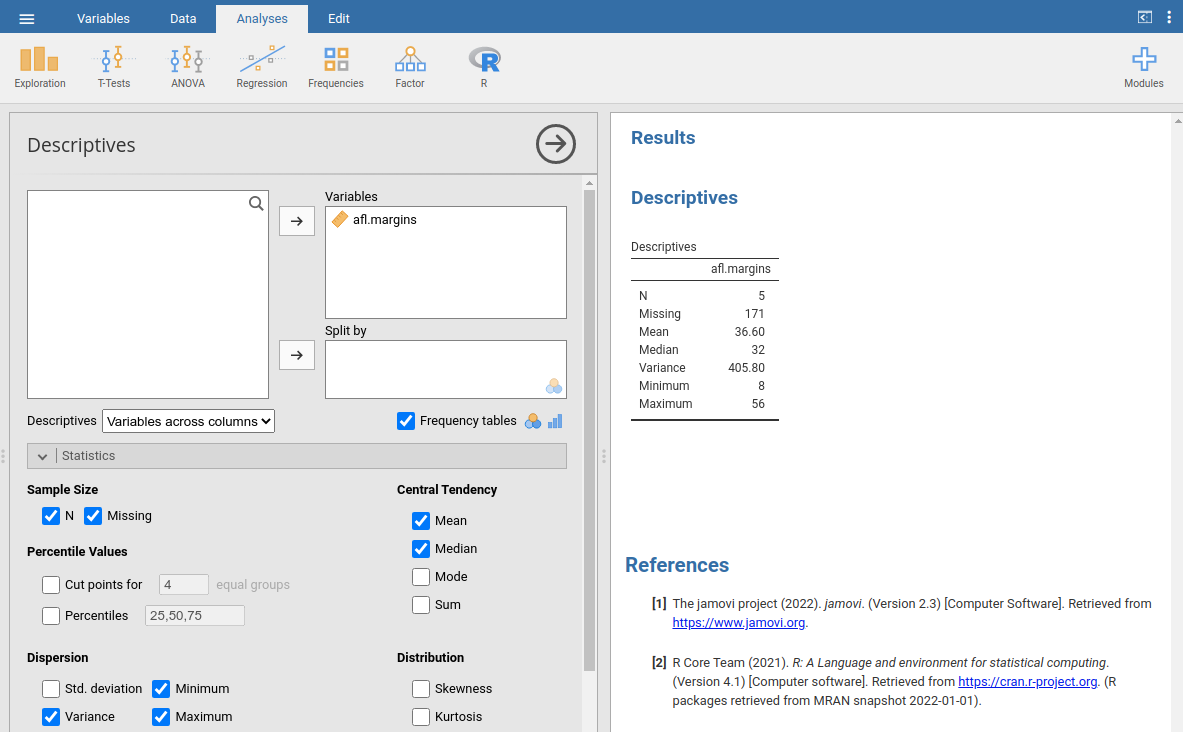 Variables Data Analyses Edit
Exploration T-Tests ANOVA Regression Frequencies Factor R Modules
Descriptives
Variables
afl.margins
Split by
Descriptives Variables across columns Frequency tables
Statistics
Sample Size
N Missing
Percentile Values
Cut points for 4 equal groups
Percentiles 25,50,75
Dispersion
Std. deviation Minimum
Variance Maximum
Central Tendency
Mean
Median
Mode
Sum
Distribution
Skewness
Kurtosis
Results
Descriptives
Descriptives
afl.margins
N 5
Missing 171
Mean 36.60
Median 32
Variance 405.80
Minimum 8
Maximum 56
References
[1] The jamovi project (2022). jamovi. (Version 2.3) [Computer Software]. Retrieved from
https://www.jamovi.org.
[2] R Core Team (2021). R: A Language and environment for statistical computing.
(Version 4.1) [Computer software]. Retrieved from https://cran.r-project.org. (R
packages retrieved from MRAN snapshot 2022-01-01).